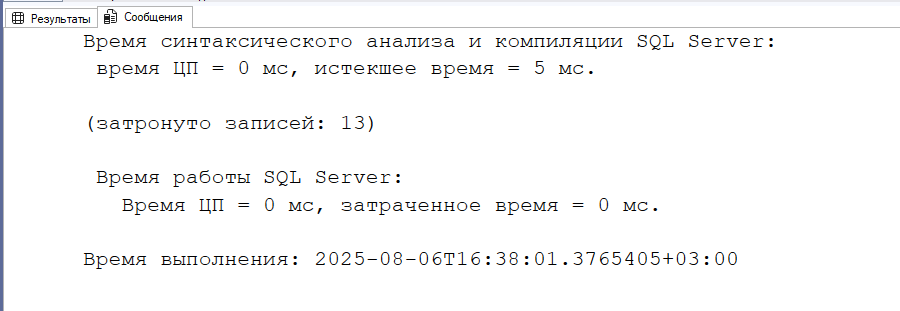 Результаты Сообщения
Время синтаксического анализа и компиляции SQL Server:
время ЦП = 0 мс, истекшее время = 5 мс.
(затронуто записей: 13)
Время работы SQL Server:
Время ЦП = 0 мс, затраченное время = 0 мс.
Время выполнения: 2025-08-06T16:38:01.3765405+03:00